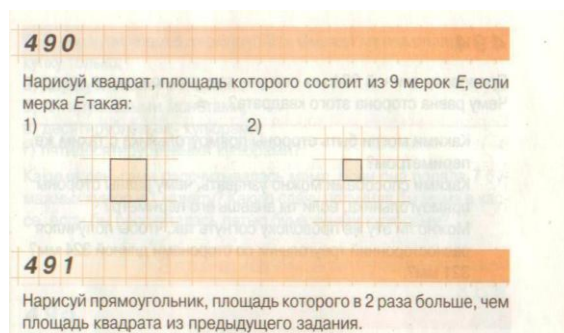 490
Нарисуй квадрат, площадь которого состоит из 9 мерок Е, если
мерка Е такая:
1) 2)
491
Нарисуй прямоугольник, площадь которого в 2 раза больше, чем
площадь квадрата из предыдущего задания.